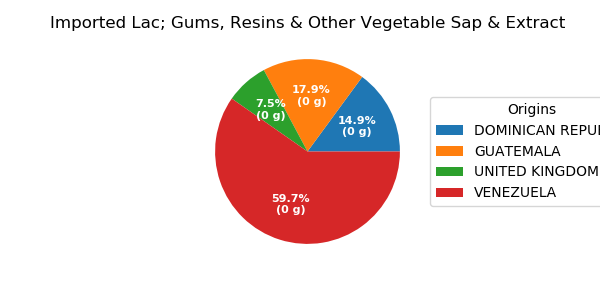 Imported Lac; Gums, Resins & Other Vegetable Sap & Extract
17.9%
(0 g)
7.5%
(0 g)
14.9%
(0 g)
59.7%
(0 g)
Origins
DOMINICAN REPU
GUATEMALA
UNITED KINGDOM
VENEZUELA